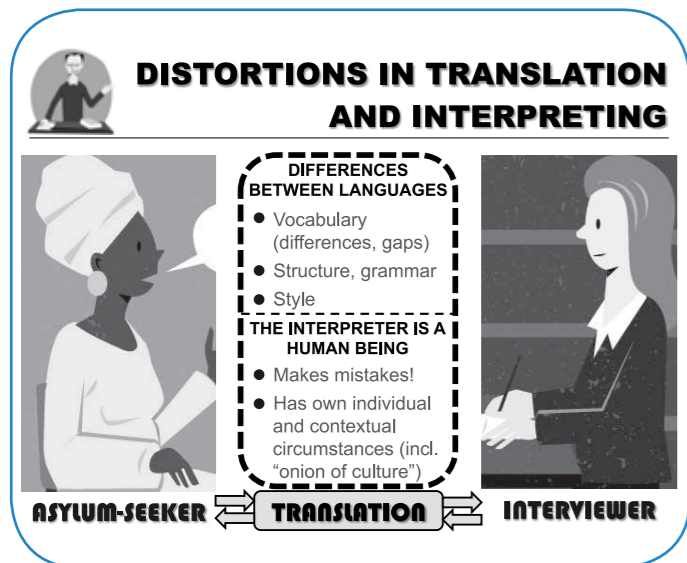 DISTORTIONS IN TRANSLATION
AND INTERPRETING
DIFFERENCES
BETWEEN LANGUAGES
● Vocabulary
(differences, gaps)
● Structure, grammar
● Style
THE INTERPRETER IS A
HUMAN BEING
● Makes mistakes!
● Has own individual
and contextual
circumstances (incl.
“onion of culture”)
ASYLUM-SEEKER
TRANSLATION
INTERVIEWER